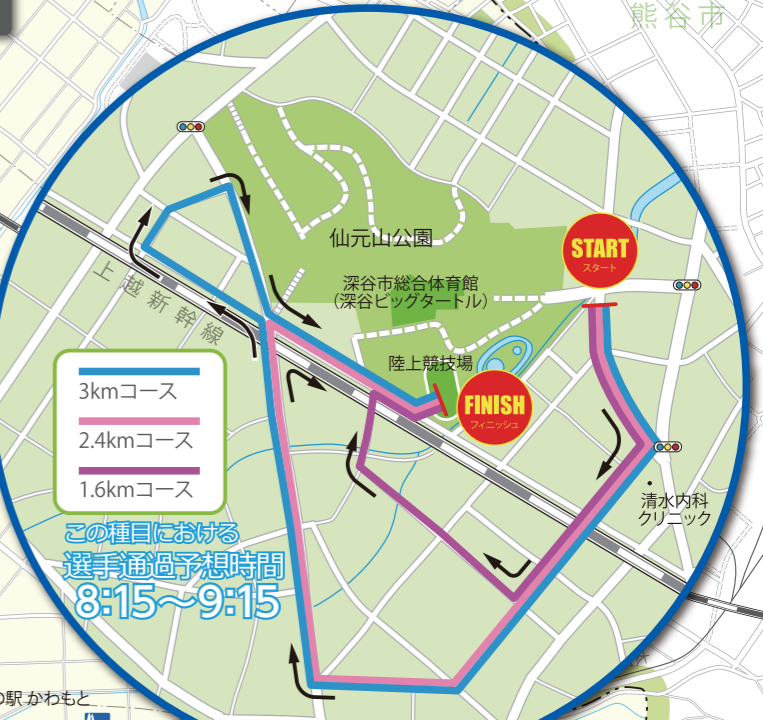 熊谷市
仙元山公園
START
スタート
深谷市総合体育館
（深谷ビッグタートル）
上越新幹線
陸上競技場
FINISH
フィニッシュ
3kmコース
2.4kmコース
1.6kmコース
清水内科
クリニック
この種目における
選手通過予想時間
8:15～9:15
の駅 かわもと